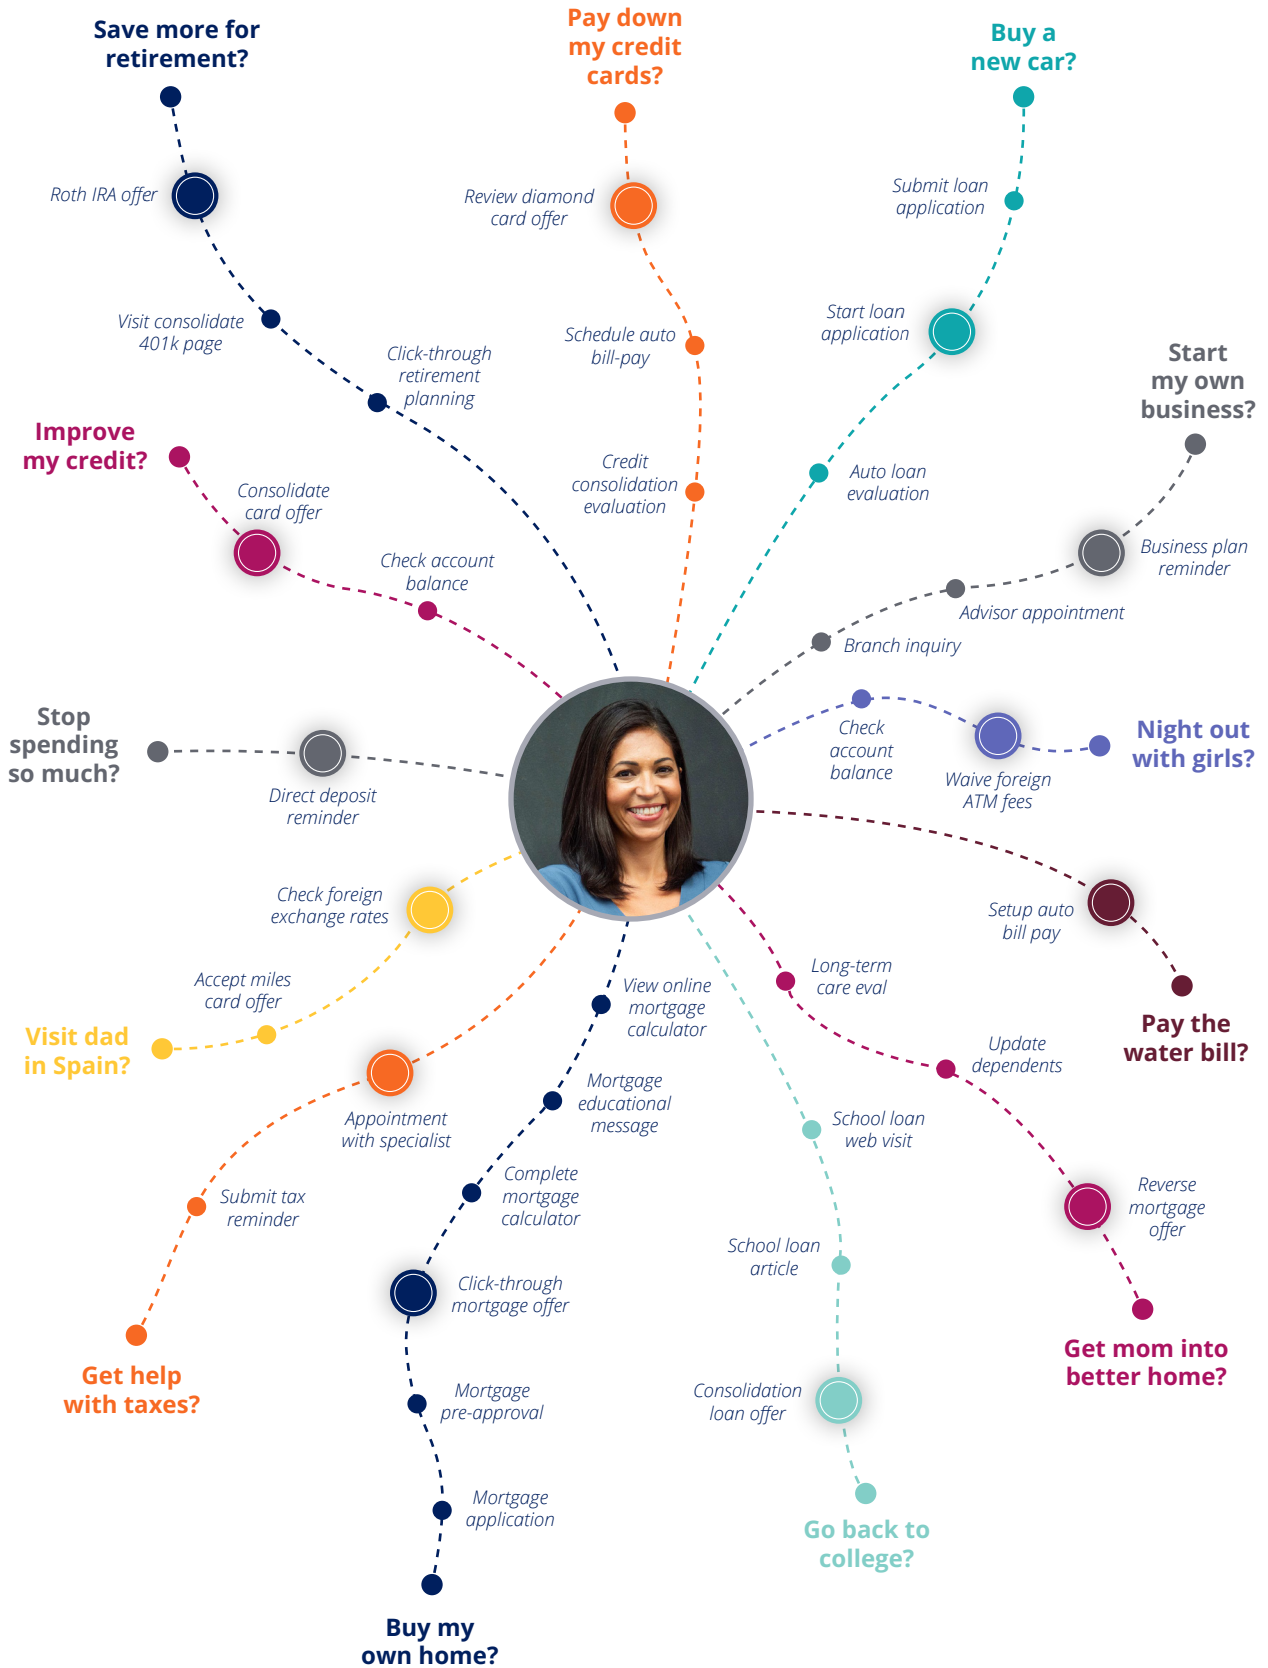 Save more for
retirement?
Roth IRA offer
Visit consolidate
401k page
Click-through
retirement
planning
Pay down
my credit
cards?
Review diamond
card offer
Schedule auto
bill-pay
Credit
consolidation
evaluation
Buy a
new car?
Submit loan
application
Start loan
application
Auto loan
evaluation
Start
my own
business?
Business plan
reminder
Advisor appointment
Branch inquiry
Improve
my credit?
Consolidate
card offer
Check account
balance
Stop
spending
so much?
Direct deposit
reminder
Check
account
balance
Waive foreign
ATM fees
Night out
with girls?
Setup auto
bill pay
Pay the
water bill?
Check foreign
exchange rates
Accept miles
card offer
Visit dad
in Spain?
Appointment
with specialist
Submit tax
reminder
Get help
with taxes?
View online
mortgage
calculator
Mortgage
educational
message
Complete
mortgage
calculator
Click-through
mortgage offer
Mortgage
pre-approval
Mortgage
application
Buy my
own home?
Long-term
care eval
Update
dependents
Reverse
mortgage
offer
Get mom into
better home?
School loan
web visit
School loan
article
Consolidation
loan offer
Go back to
college?